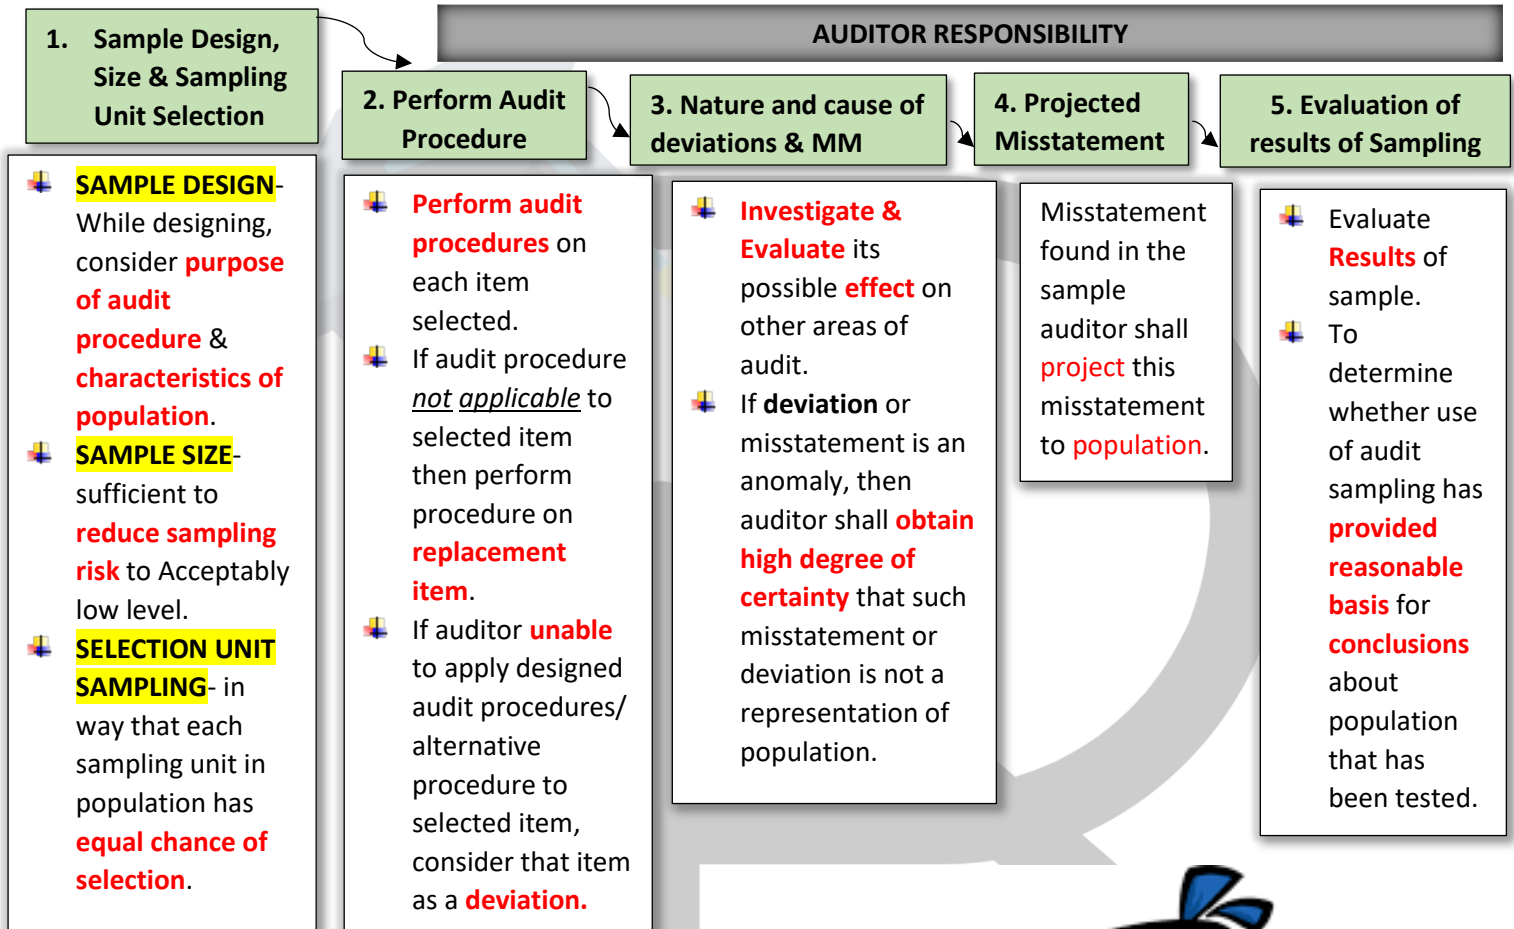 1. Sample Design,
Size & Sampling
Unit Selection
AUDITOR RESPONSIBILITY
2. Perform Audit
Procedure
3. Nature and cause of
deviations & MM
4. Projected
Misstatement
5. Evaluation of
results of Sampling
SAMPLE DESIGN-
While designing,
consider purpose
of audit
procedure &
characteristics of
population.
SAMPLE SIZE-
sufficient to
reduce sampling
risk to Acceptably
low level.
SELECTION UNIT
SAMPLING- in
way that each
sampling unit in
population has
equal chance of
selection.
Perform audit
procedures on
each item
selected.
If audit procedure
not applicable to
selected item
then perform
procedure on
replacement
item.
If auditor unable
to apply designed
audit procedures/
alternative
procedure to
selected item,
consider that item
as a deviation.
Investigate &
Evaluate its
possible effect on
other areas of
audit.
If deviation or
misstatement is an
anomaly, then
auditor shall obtain
high degree of
certainty that such
misstatement or
deviation is not a
representation of
population.
Misstatement
found in the
sample
auditor shall
project this
misstatement
to population.
Evaluate
Results of
sample.
To
determine
whether use
of audit
sampling has
provided
reasonable
basis for
conclusions
about
population
that has
been tested.